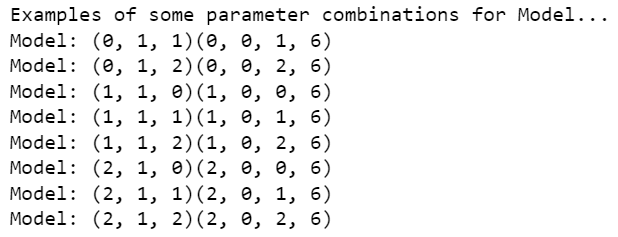 Examples of some parameter combinations for Model...
Model: (0, 1, 1)(0, 0, 1, 6)
Model: (0, 1, 2)(0, 0, 2, 6)
Model: (1, 1, 0)(1, 0, 0, 6)
Model: (1, 1, 1)(1, 0, 1, 6)
Model: (1, 1, 2)(1, 0, 2, 6)
Model: (2, 1, 0)(2, 0, 0, 6)
Model: (2, 1, 1)(2, 0, 1, 6)
Model: (2, 1, 2)(2, 0, 2, 6)